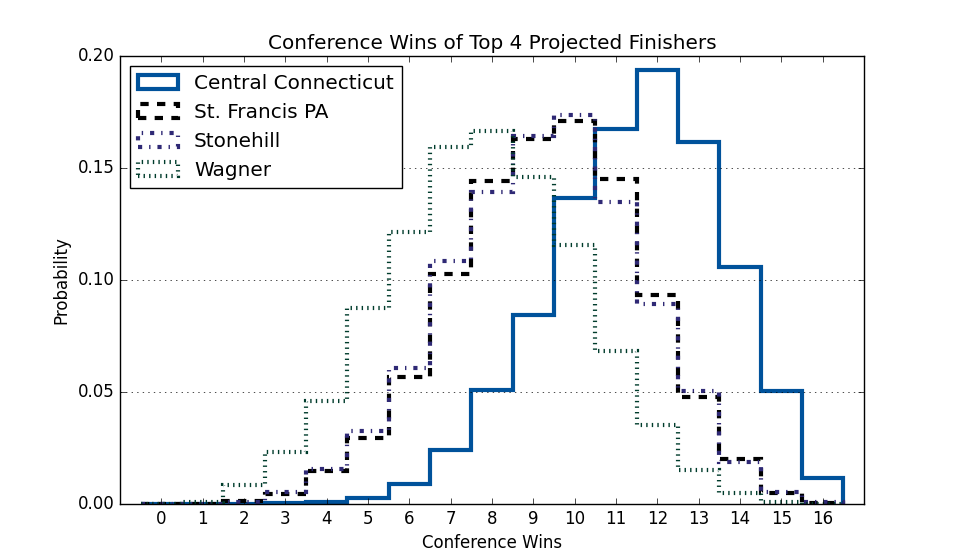 Conference Wins of Top 4 Projected Finishers
0.20
Central Connecticut
St. Francis PA
Stonehill
Wagner
0.15
0.10
0.05
0.00
Probability
0 1 2 3 4 5 6 7 8 9 10 11 12 13 14 15 16
Conference Wins